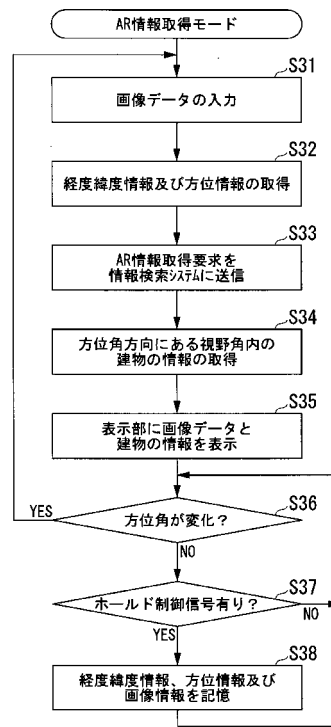 AR情報取得モード
S31
画像データの入力
S32
経度緯度情報及び方位情報の取得
S33
AR情報取得要求を
情報検索システムに送信
S34
方位角方向にある視野角内の
建物の情報の取得
S35
表示部に画像データと
建物の情報を表示
S36
方位角が変化?
YES
NO
S37
ホールド制御信号有り?
NO
YES
S38
経度緯度情報、方位情報及び
画像情報を記憶